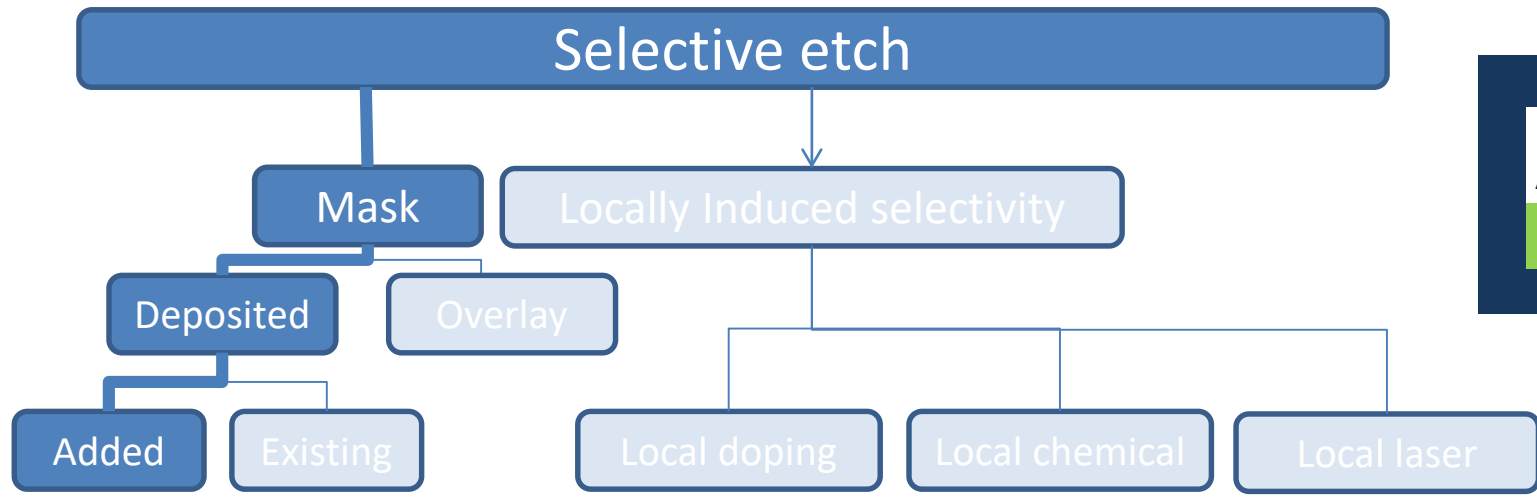 Selective etch
Mask
Locally Induced selectivity
Deposited
Overlay
Added
Existing
Local doping
Local chemical
Local laser